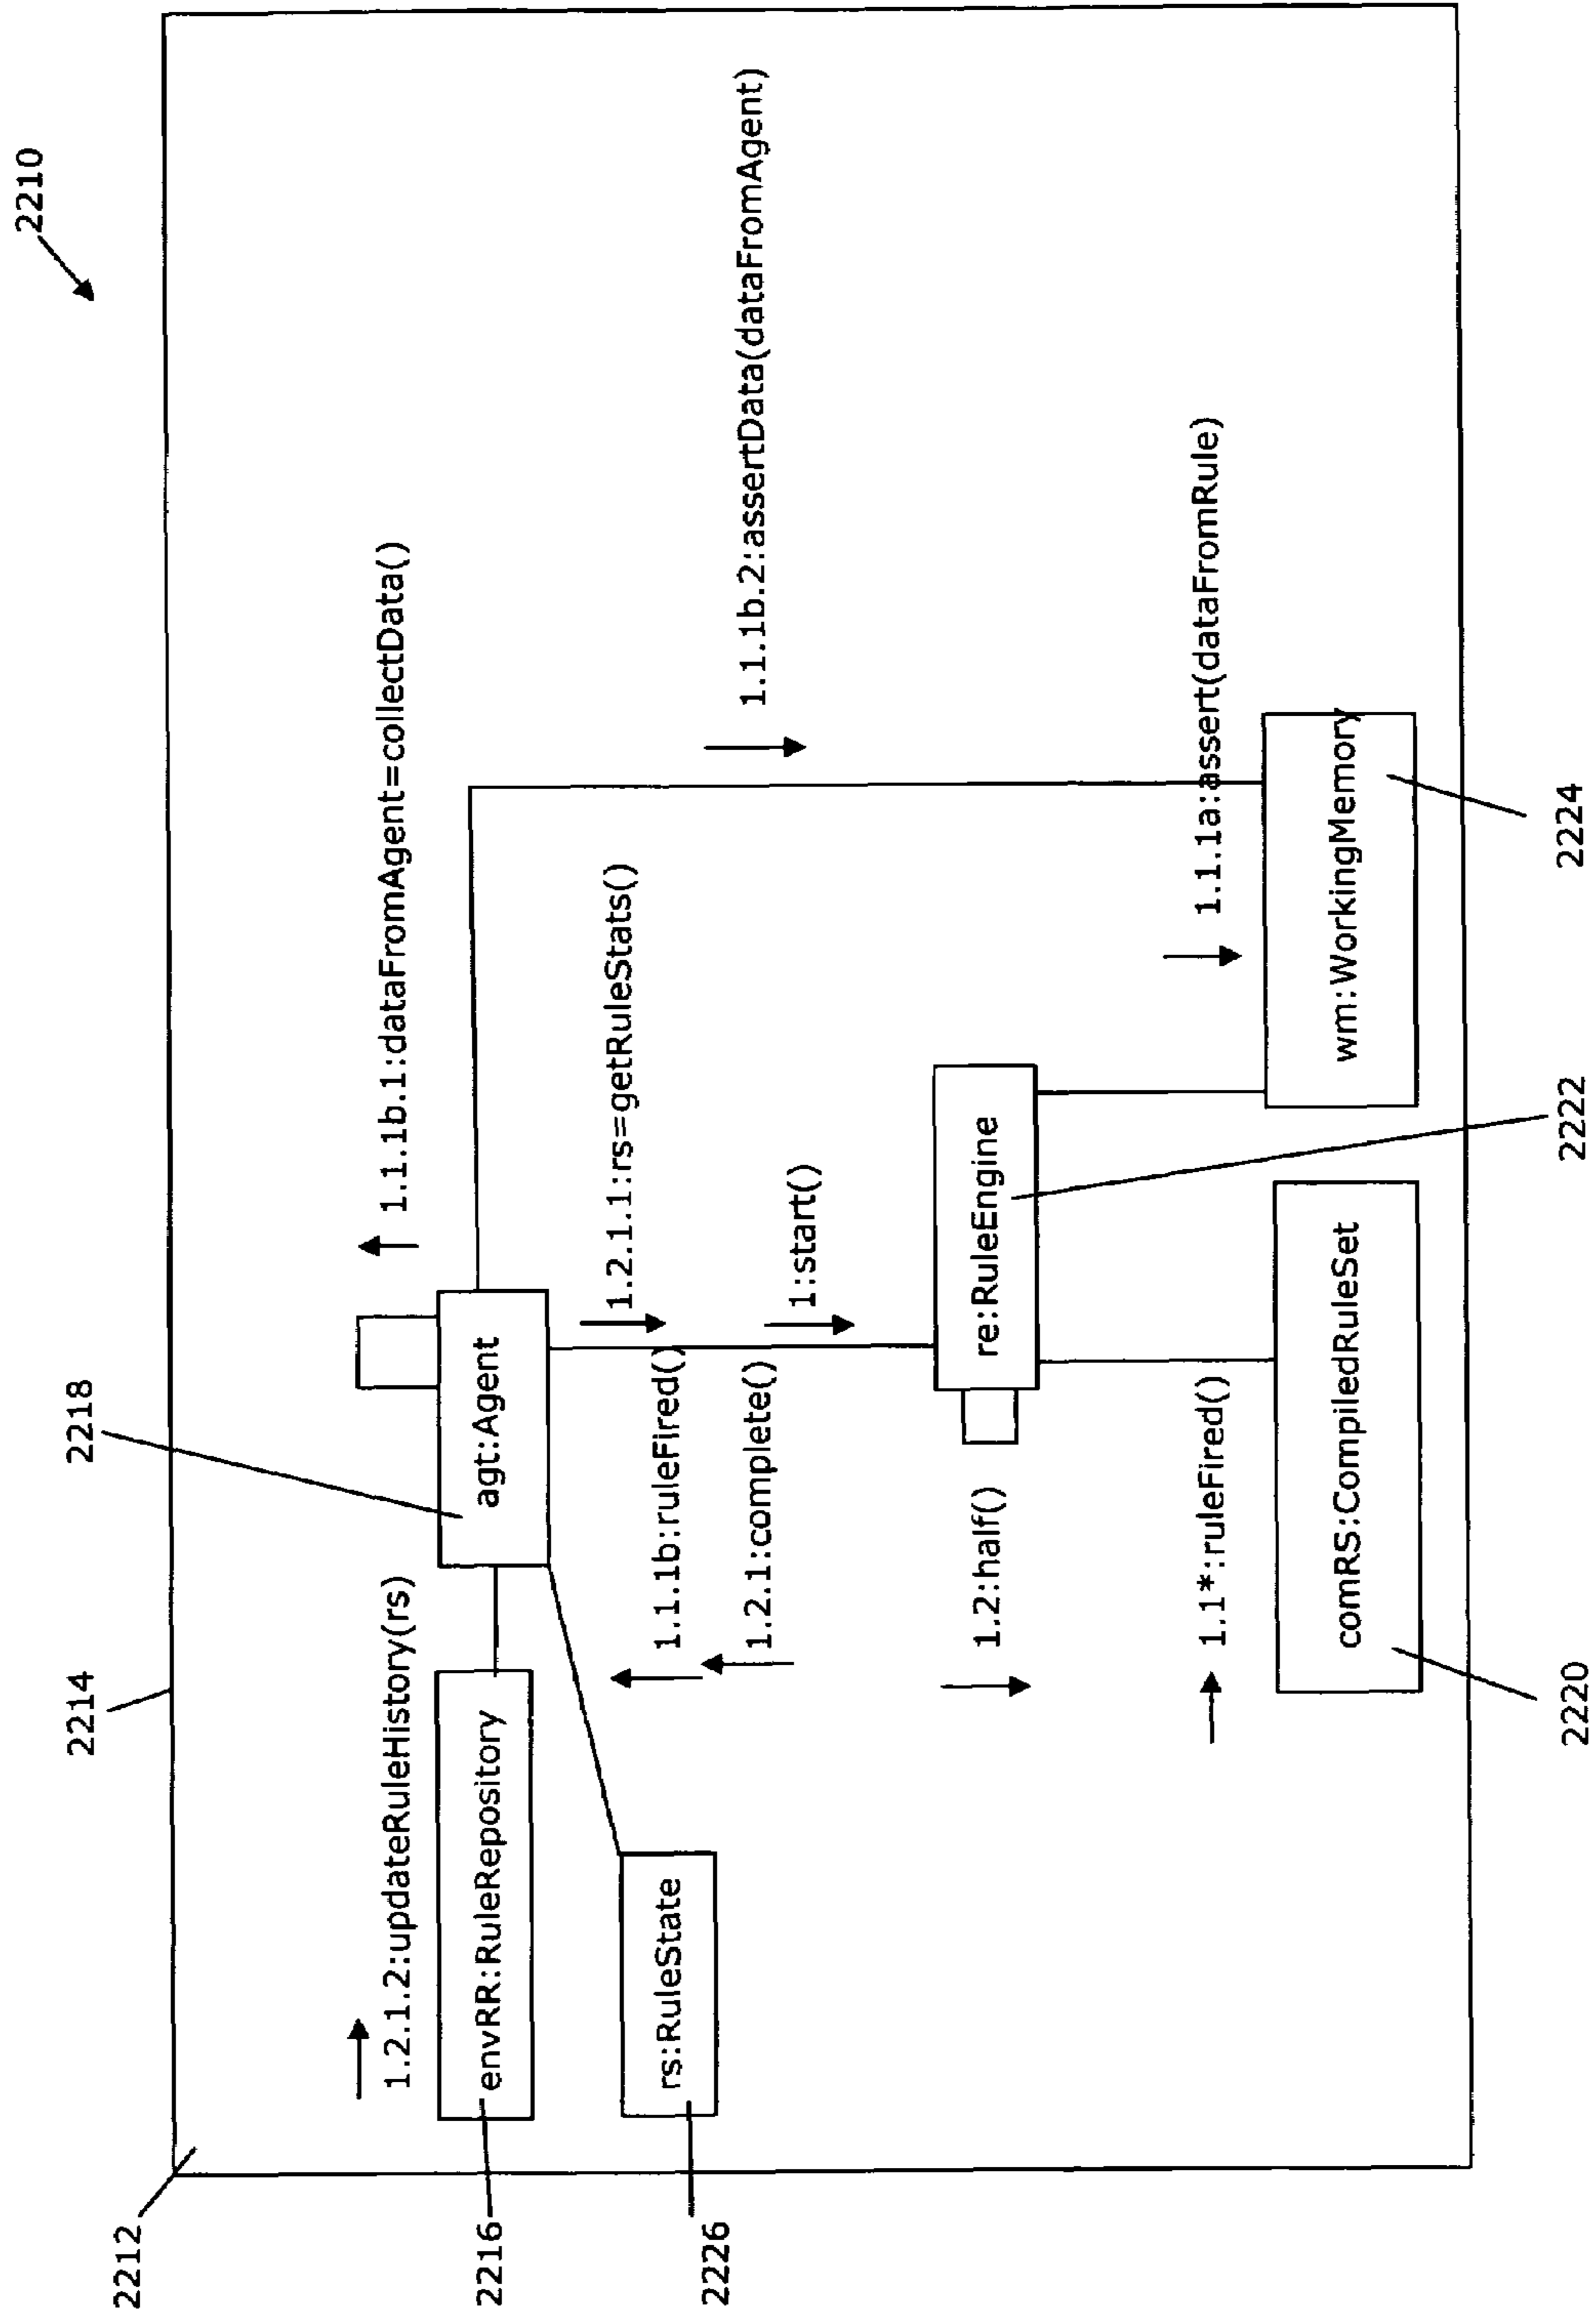 2210
2212
2214
2218
1.2.1.2:updateRuleHistory(rs)
1.1.1b.1:dataFromAgent=collectData()
2216
envRR:RuleRepository
agt:Agent
1.2.1.1:rs=getRuleStats()
1.1.1b.2:assertData(dataFromAgent)
2226
rs:RuleState
1.1.1b:ruleFired()
1.2.1:complete()
1:start()
1.2:half()
re:RuleEngine
1.1*:ruleFired()
1.1.1a:assert(dataFromRule)
comRS:CompiledRuleSet
wm:WorkingMemory
2220
2222
2224